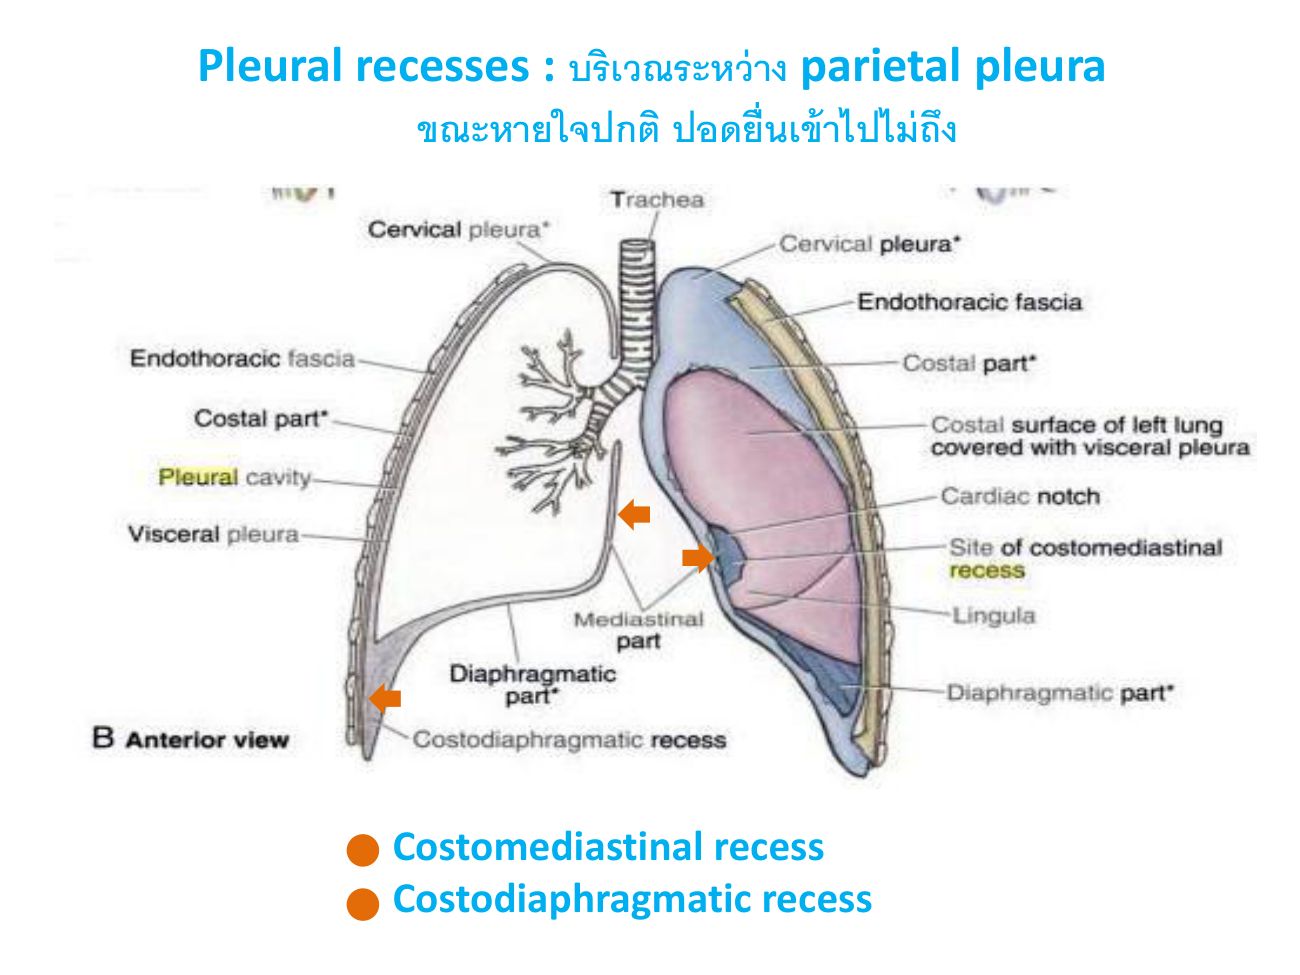 Pleural recesses : บริเวณระหว่าง parietal pleura
ขณะหายใจปกติ ปอดยื่นเข้าไปไม่ถึง
Trachea
Cervical pleura*
Cervical pleura*
Endothoracic fascia
Endothoracic fascia
Costal part*
Costal part*
Costal surface of left lung
covered with visceral pleura
Pleural cavity
Cardiac notch
Visceral pleura
Site of costomediastinal
recess
Lingula
Mediastinal
part
Diaphragmatic
part*
Diaphragmatic part*
B Anterior view
Costodiaphragmatic recess
Costomediastinal recess
Costodiaphragmatic recess